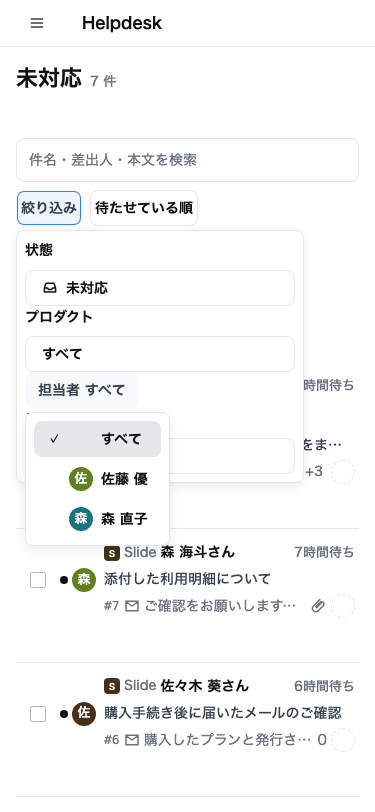 Helpdesk
未対応 7 件
件名・差出人・本文を検索
絞り込み 待たせている順
状態
未対応
プロダクト
すべて
担当者 すべて
時間待ち
✓ すべて
をま…
+3
佐 佐藤 優
森 森 直子
S Slide 森 海斗さん 7時間待ち
森 添付した利用明細について
#7 ご確認をお願いします…
S Slide 佐々木 葵さん 6時間待ち
佐 購入手続き後に届いたメールのご確認
#6 購入したプランと発行さ…